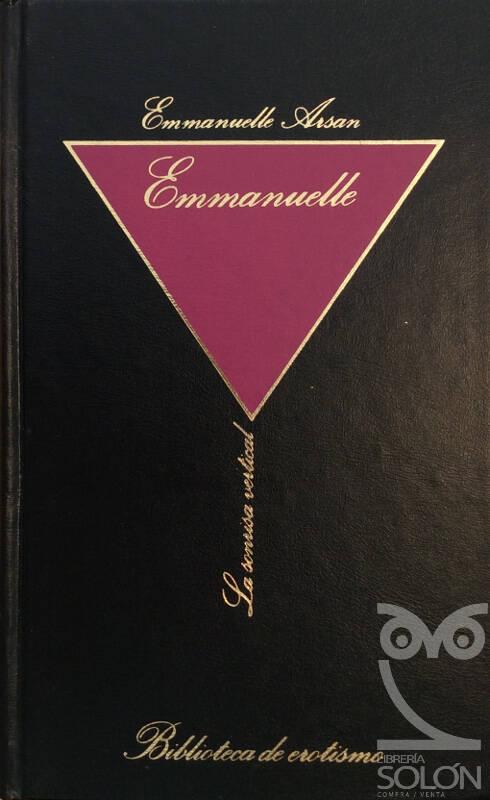 Emmanuelle Arsan
Emmanuelle
La sonrisa vertical
Biblioteca de erotismo
LIBRERÍA
SOLÓN
COMPRA / VENTA